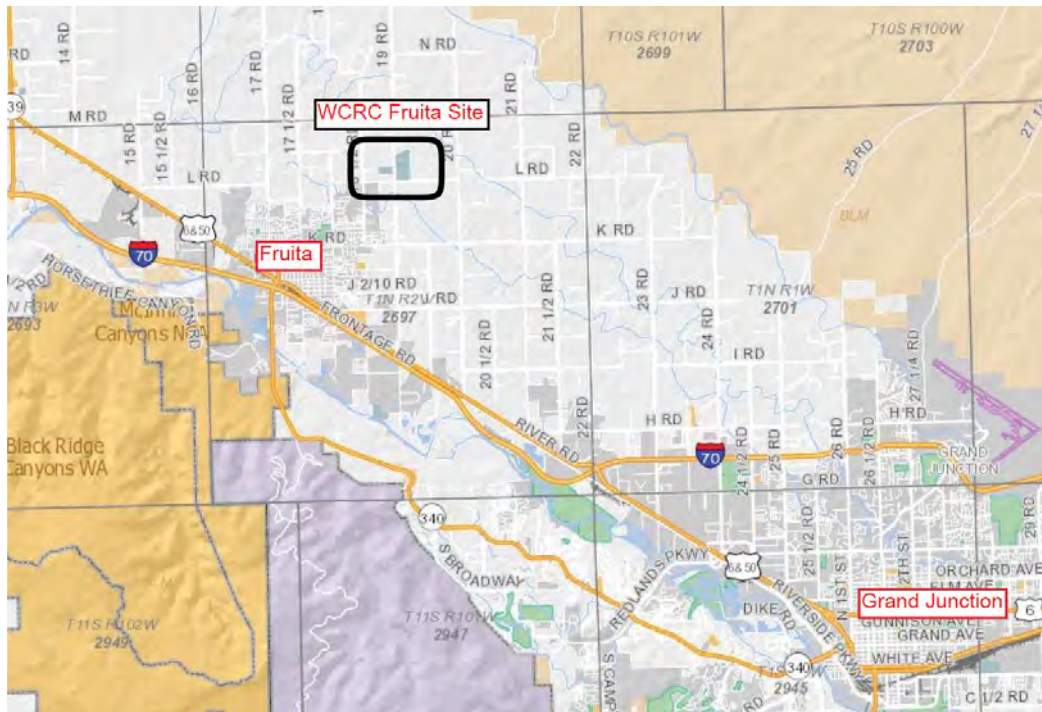 14 RD
16 RD
17 RD
1
19 RD
N RD
21 RD
T10S R101W
2699
T10S R100W
2703
RD
39
M RD
15 RD
15 1/2 RD
17 1/2 RD
WCRC Fruita Site
22 RD
L RD
L RD
25 RD
BLM
6&50
70
Fruita
K RD
K RD
HORSETHIEF CANYON RD
2693
Canyons NCA
J 2/10 RD
2697
FRONTAGE RD
21 1/2 RD
23 RD
J RD
24 RD
T1N R1W
2701
20 1/2 RD
I RD
27 1/4 RD
22 RD
H RD
H RD
Black Ridge
Canyons WA
RIVER RD
70
24 1/2 RD
25 RD
26 RD
26 1/2 RD
GRAND
JUNCTION
G RD
340
S BROADWAY
REDLANDS PKWY
6&50
25 1/2 RD
N 1ST ST
29 RD
ORCHARD AVE
ELM AVE
Grand Junction
6
T11S R102W
2949
T11S R101W
2947
DIKE RD
RIVERSIDE PKWY
GUNNISON AVE
GRAND AVE
WHITE AVE
340
2945
S CAMP
RD
C 1/2 RD